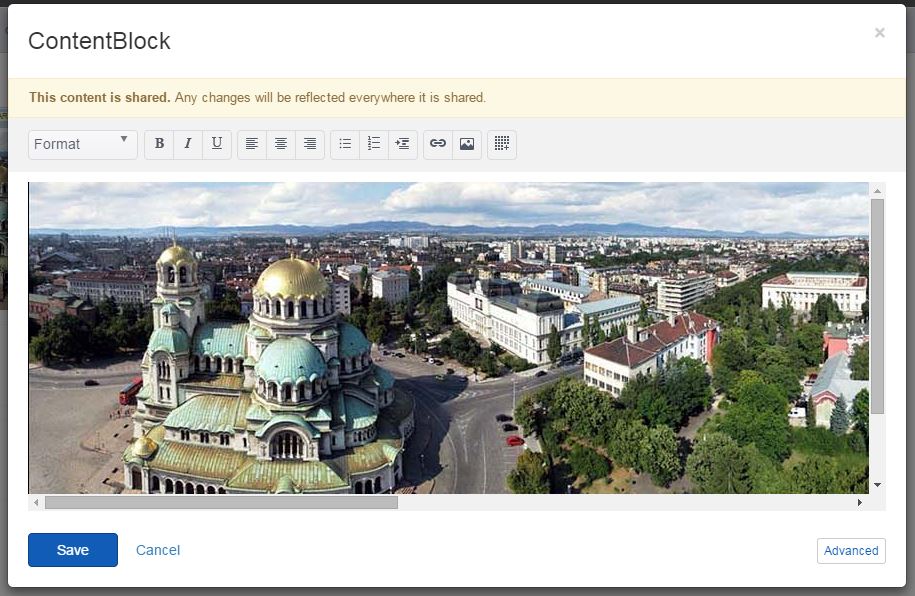 ContentBlock
×
This content is shared. Any changes will be reflected everywhere it is shared.
Format B I U
Save Cancel Advanced